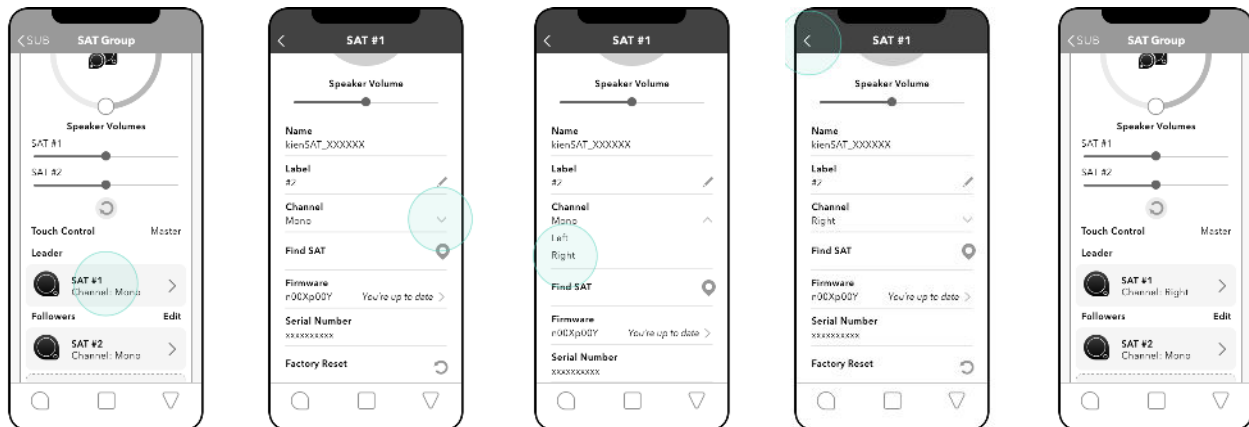 SUB SAT Group
Speaker Volumes
SAT #1
SAT #2
Touch Control Master
Leader
SAT #1
Channel: Mono
Followers Edit
SAT #2
Channel: Mono
SAT #1
Speaker Volume
Name
kienSAT_XXXXXX
Label
#2
Channel
Mono
Find SAT
Firmware
n00Xp00Y You're up to date
Serial Number
xxxxxxxxxx
Factory Reset
SAT #1
Speaker Volume
Name
kienSAT_XXXXXX
Label
#2
Channel
Mono
Left
Right
Find SAT
Firmware
n00Xp00Y You're up to date
Serial Number
xxxxxxxxxx
SAT #1
Speaker Volume
Name
kienSAT_XXXXXX
Label
#2
Channel
Right
Find SAT
Firmware
n00Xp00Y You're up to date
Serial Number
xxxxxxxxxx
Factory Reset
SUB SAT Group
Speaker Volumes
SAT #1
SAT #2
Touch Control Master
Leader
SAT #1
Channel: Right
Followers Edit
SAT #2
Channel: Mono